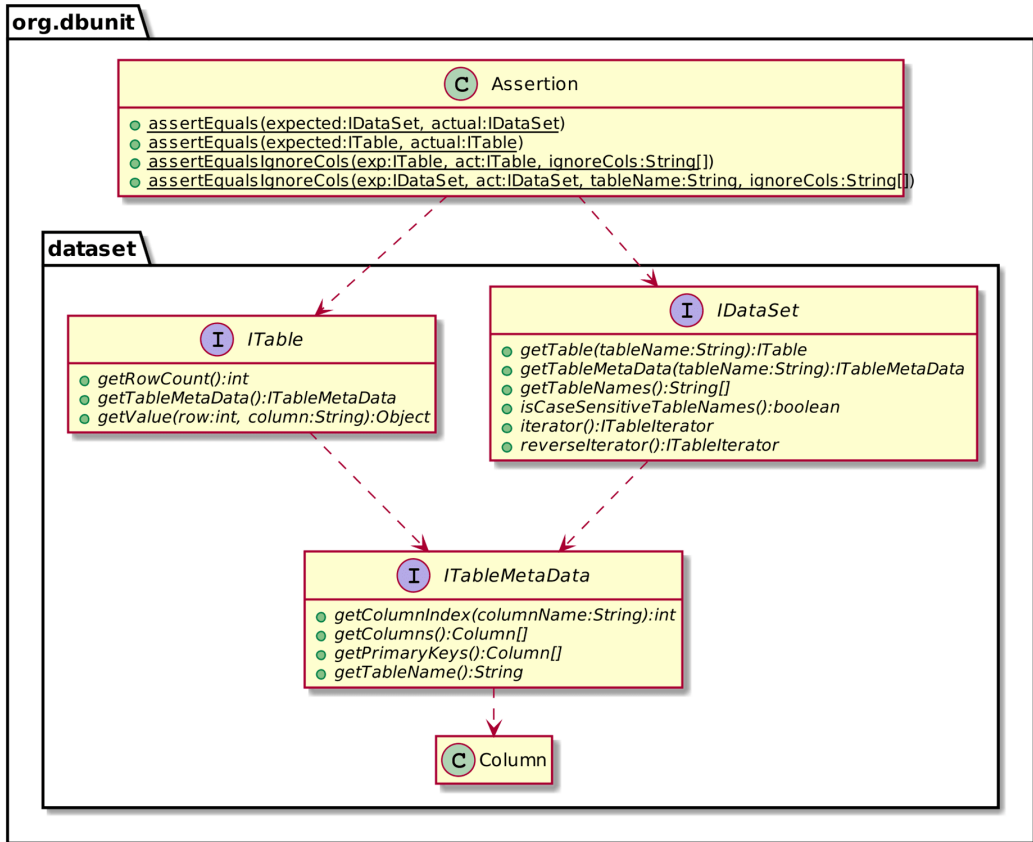 org.dbunit
C Assertion
assertEquals(expected:IDataSet, actual:IDataSet)
assertEquals(expected:ITable, actual:ITable)
assertEqualsIgnoreCols(exp:ITable, act:ITable, ignoreCols:String[])
assertEqualsIgnoreCols(exp:IDataSet, act:IDataSet, tableName:String, ignoreCols:String[])
dataset
I ITable
getRowCount():int
getTableMetaData():ITableMetaData
getValue(row:int, column:String):Object
I IDataSet
getTable(tableName:String):ITable
getTableMetaData(tableName:String):ITableMetaData
getTableNames():String[]
isCaseSensitiveTableNames():boolean
iterator():ITableIterator
reverseIterator():ITableIterator
I ITableMetaData
getColumnIndex(columnName:String):int
getColumns():Column[]
getPrimaryKeys():Column[]
getTableName():String
C Column